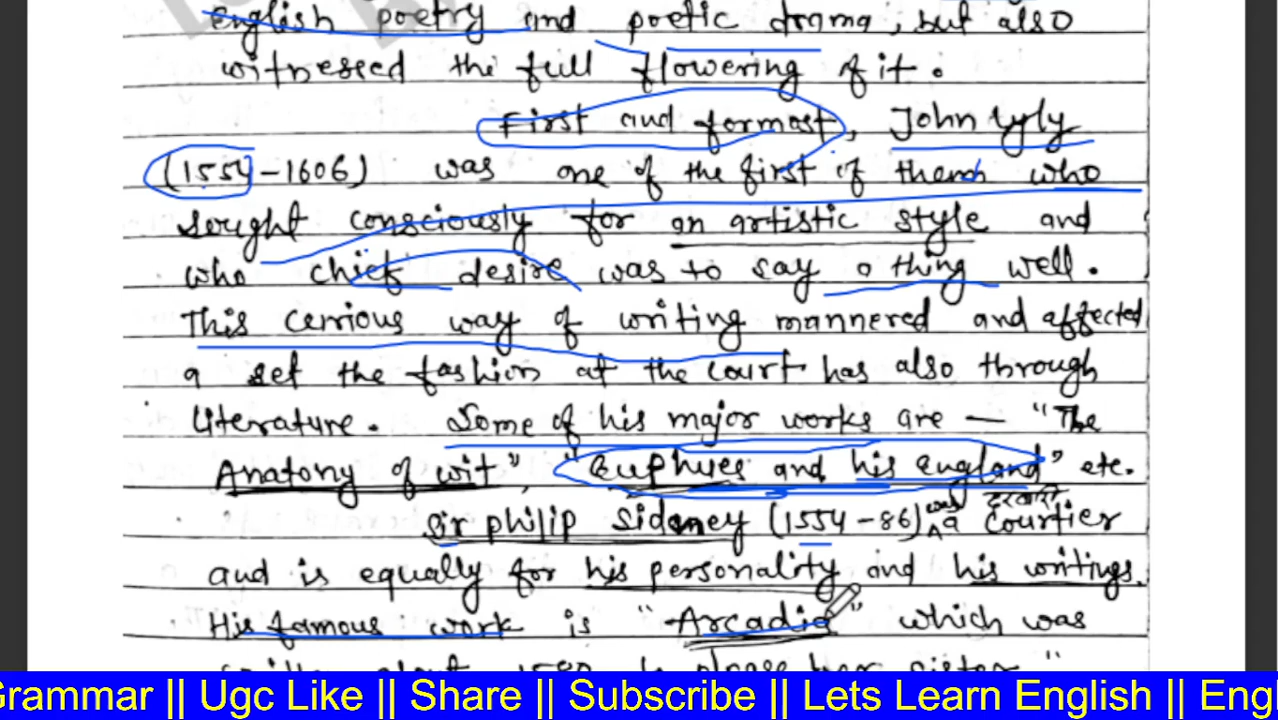 English poetry and poetic drama, but also
witnessed the full flowering of it.
First and formost, John Lyly
(1554-1606) was one of the first of them who
sought consciously for an artistic style and
who chief desire was to say a thing well.
This cerrious way of writing mannered and affected
a set the fashion at the court has also through
Literature. Some of his major works are — "The
Anatony of wit", "Euphues and his England" etc.
Sir philip Sidney (1554-86) was a courtier
दरबारी
and is equally for his personality and his writings.
His famous work is "Arcadia" which was
Grammar || Ugc Like || Share || Subscribe || Lets Learn English || Eng